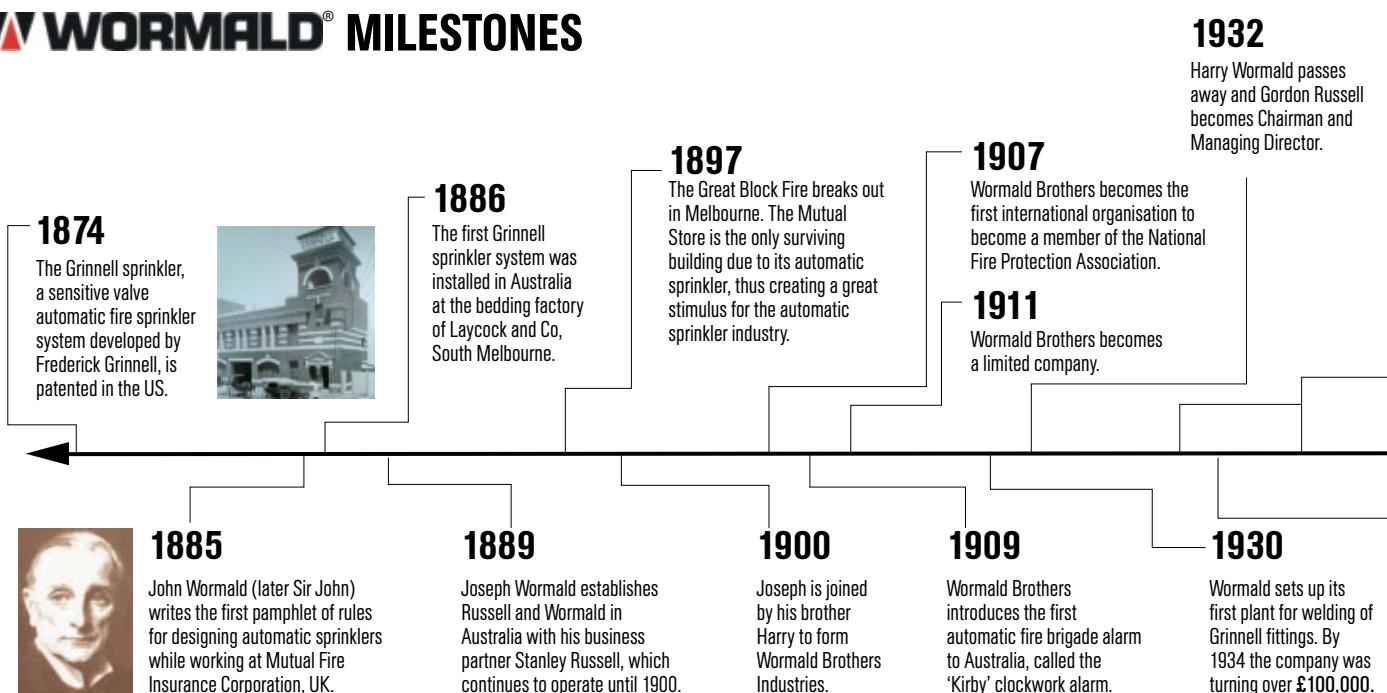 WORMALD® MILESTONES
1932
Harry Wormald passes
away and Gordon Russell
becomes Chairman and
Managing Director.
1897
The Great Block Fire breaks out
in Melbourne. The Mutual
Store is the only surviving
building due to its automatic
sprinkler, thus creating a great
stimulus for the automatic
sprinkler industry.
1907
Wormald Brothers becomes the
first international organisation to
become a member of the National
Fire Protection Association.
1886
The first Grinnell
sprinkler system was
installed in Australia
at the bedding factory
of Laycock and Co,
South Melbourne.
1874
The Grinnell sprinkler,
a sensitive valve
automatic fire sprinkler
system developed by
Frederick Grinnell, is
patented in the US.
1911
Wormald Brothers becomes
a limited company.
1885
John Wormald (later Sir John)
writes the first pamphlet of rules
for designing automatic sprinklers
while working at Mutual Fire
Insurance Corporation, UK.
1889
Joseph Wormald establishes
Russell and Wormald in
Australia with his business
partner Stanley Russell, which
continues to operate until 1900.
1900
Joseph is joined
by his brother
Harry to form
Wormald Brothers
Industries.
1909
Wormald Brothers
introduces the first
automatic fire brigade alarm
to Australia, called the
‘Kirby’ clockwork alarm.
1930
Wormald sets up its
first plant for welding of
Grinnell fittings. By
1934 the company was
turning over £100,000.